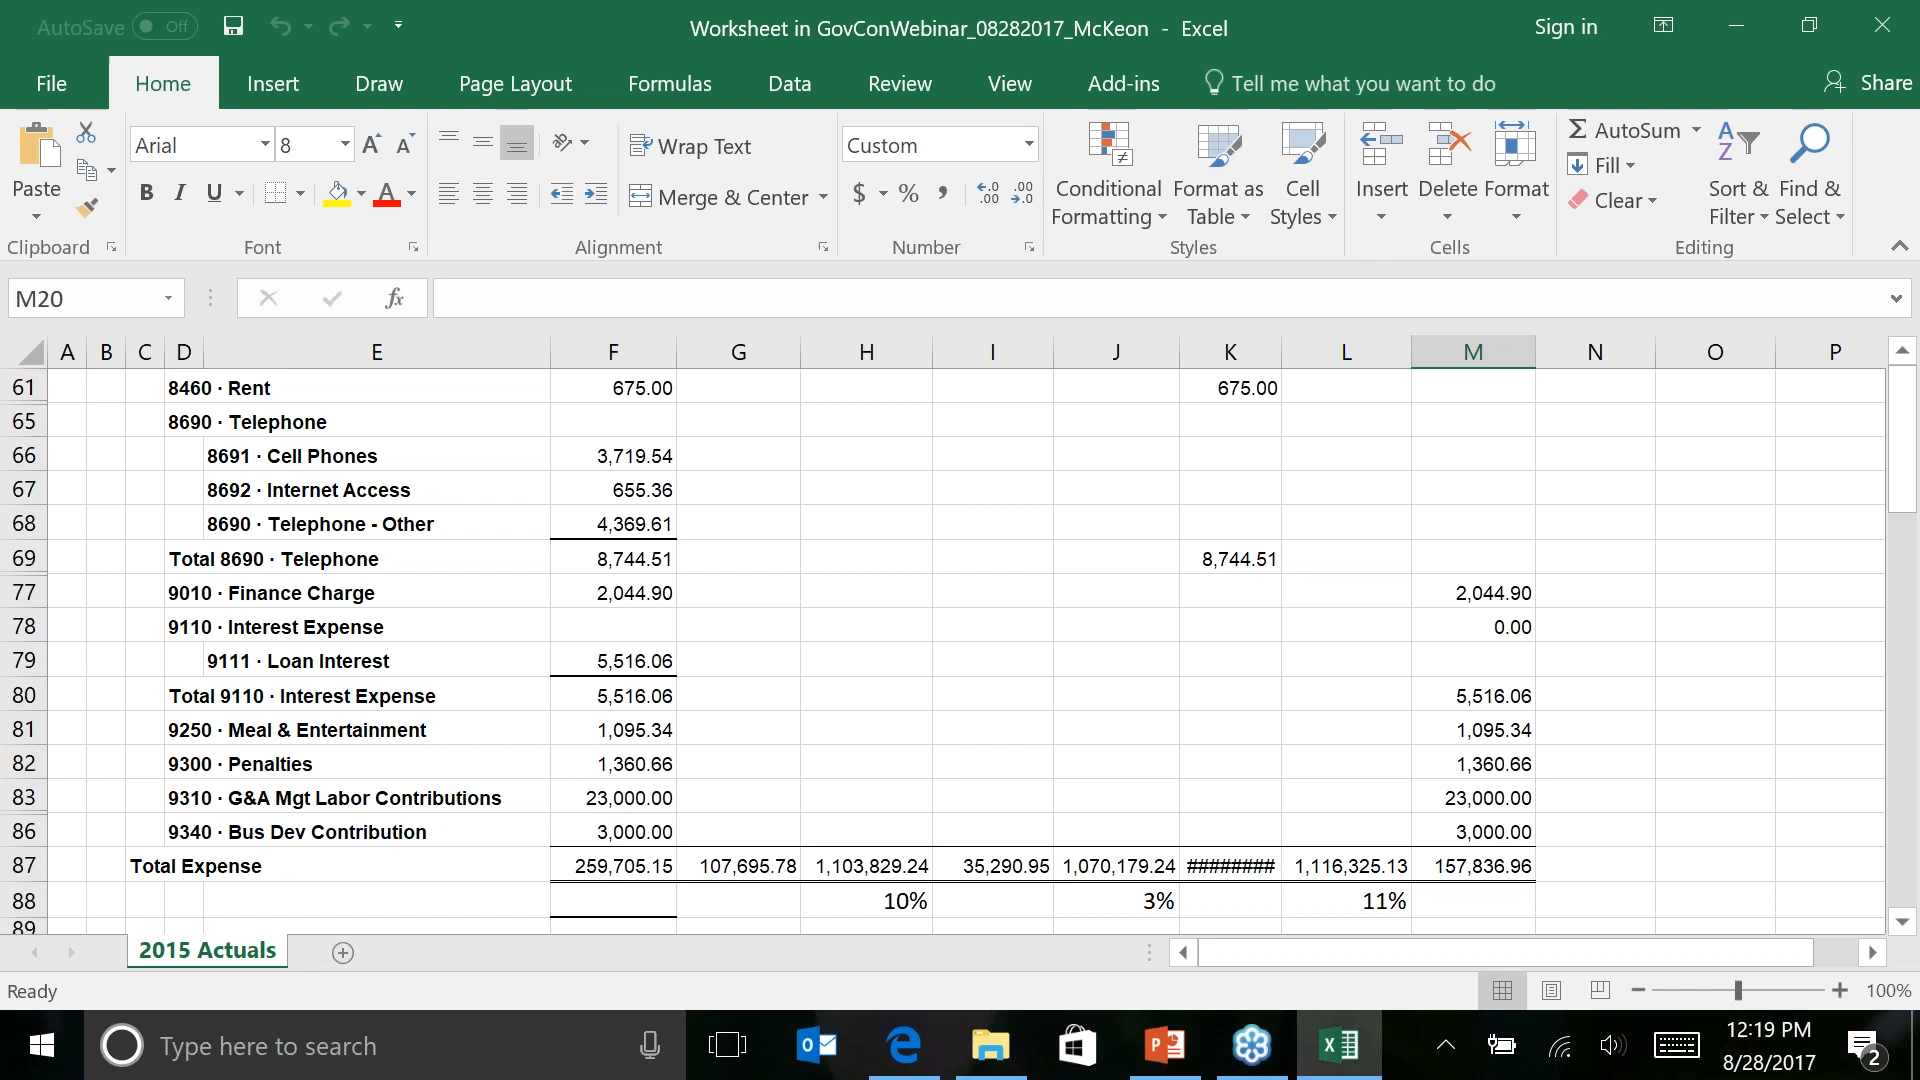 AutoSave Off
Worksheet in GovConWebinar_08282017_McKeon - Excel
Sign in
File Home Insert Draw Page Layout Formulas Data Review View Add-ins Tell me what you want to do Share
Paste
Clipboard
Arial 8
B I U
Font
Wrap Text
Merge & Center
Alignment
Custom
$ % ,
Number
Conditional Formatting
Format as Table
Cell Styles
Styles
Insert Delete Format
Cells
AutoSum
Fill
Clear
Sort & Filter
Find & Select
Editing
M20 fx
A B C D E F G H I J K L M N O P
61 8460 · Rent 675.00 675.00
65 8690 · Telephone
66 8691 · Cell Phones 3,719.54
67 8692 · Internet Access 655.36
68 8690 · Telephone - Other 4,369.61
69 Total 8690 · Telephone 8,744.51 8,744.51
77 9010 · Finance Charge 2,044.90 2,044.90
78 9110 · Interest Expense 0.00
79 9111 · Loan Interest 5,516.06
80 Total 9110 · Interest Expense 5,516.06 5,516.06
81 9250 · Meal & Entertainment 1,095.34 1,095.34
82 9300 · Penalties 1,360.66 1,360.66
83 9310 · G&A Mgt Labor Contributions 23,000.00 23,000.00
86 9340 · Bus Dev Contribution 3,000.00 3,000.00
87 Total Expense 259,705.15 107,695.78 1,103,829.24 35,290.95 1,070,179.24 ######## 1,116,325.13 157,836.96
88 10% 3% 11%
89
2015 Actuals
Ready
100%
Type here to search
12:19 PM
8/28/2017
2